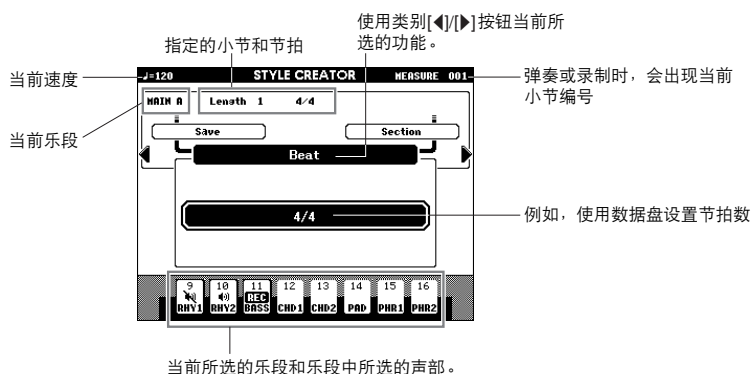 使用类别[◀]/[▶]按钮当前所
选的功能。
指定的小节和节拍
当前速度
♩=120 STYLE CREATOR MEASURE 001
弹奏或录制时，会出现当前
小节编号
MAIN A Length 1 4/4
当前乐段
Save Section
Beat
4/4
例如，使用数据盘设置节拍数
9 10 11 12 13 14 15 16
REC
RHY1 RHY2 BASS CHD1 CHD2 PAD PHR1 PHR2
当前所选的乐段和乐段中所选的声部。